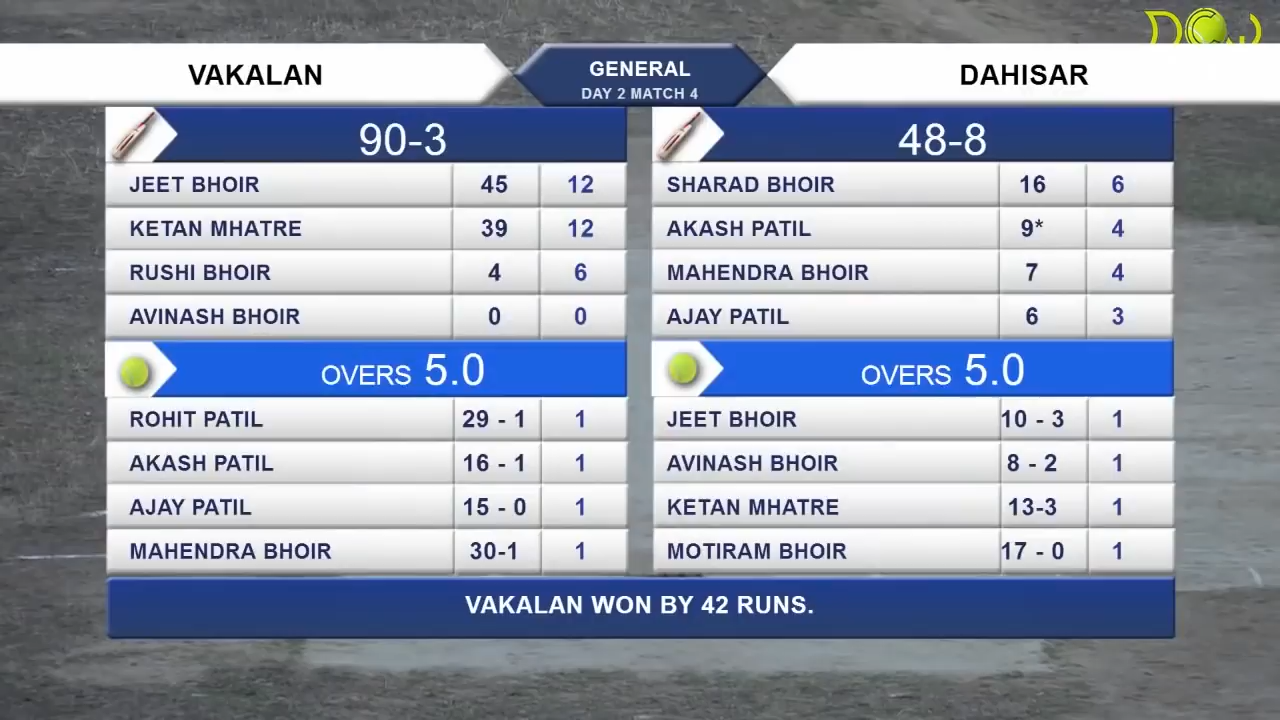 DCJ
VAKALAN
GENERAL
DAY 2 MATCH 4
DAHISAR
90-3
JEET BHOIR 45 12
KETAN MHATRE 39 12
RUSHI BHOIR 4 6
AVINASH BHOIR 0 0
OVERS 5.0
ROHIT PATIL 29 - 1 1
AKASH PATIL 16 - 1 1
AJAY PATIL 15 - 0 1
MAHENDRA BHOIR 30-1 1
48-8
SHARAD BHOIR 16 6
AKASH PATIL 9* 4
MAHENDRA BHOIR 7 4
AJAY PATIL 6 3
OVERS 5.0
JEET BHOIR 10 - 3 1
AVINASH BHOIR 8 - 2 1
KETAN MHATRE 13-3 1
MOTIRAM BHOIR 17 - 0 1
VAKALAN WON BY 42 RUNS.